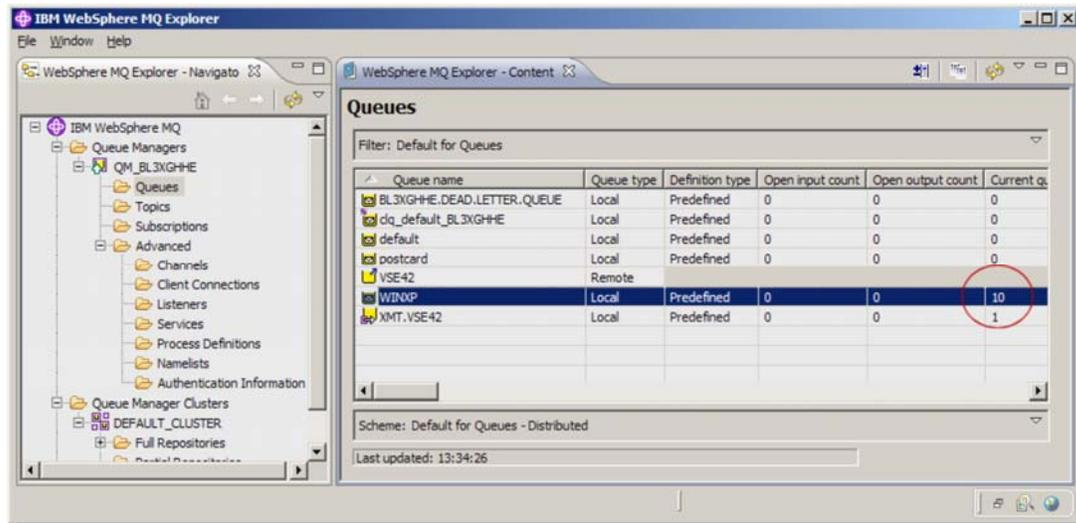 IBM WebSphere MQ Explorer
File Window Help
WebSphere MQ Explorer - Navigato
IBM WebSphere MQ
Queue Managers
QM_BL3XGHHE
Queues
Topics
Subscriptions
Advanced
Channels
Client Connections
Listeners
Services
Process Definitions
Namelists
Authentication Information
Queue Manager Clusters
DEFAULT_CLUSTER
Full Repositories
WebSphere MQ Explorer - Content
Queues
Filter: Default for Queues
Queue name Queue type Definition type Open input count Open output count Current qu
BL3XGHHE.DEAD.LETTER.QUEUE Local Predefined 0 0 0
clq_default_BL3XGHHE Local Predefined 0 0 0
default Local Predefined 0 0 0
postcard Local Predefined 0 0 0
VSE42 Remote
WINXP Local Predefined 0 0 10
XMT.VSE42 Local Predefined 0 0 1
Scheme: Default for Queues - Distributed
Last updated: 13:34:26